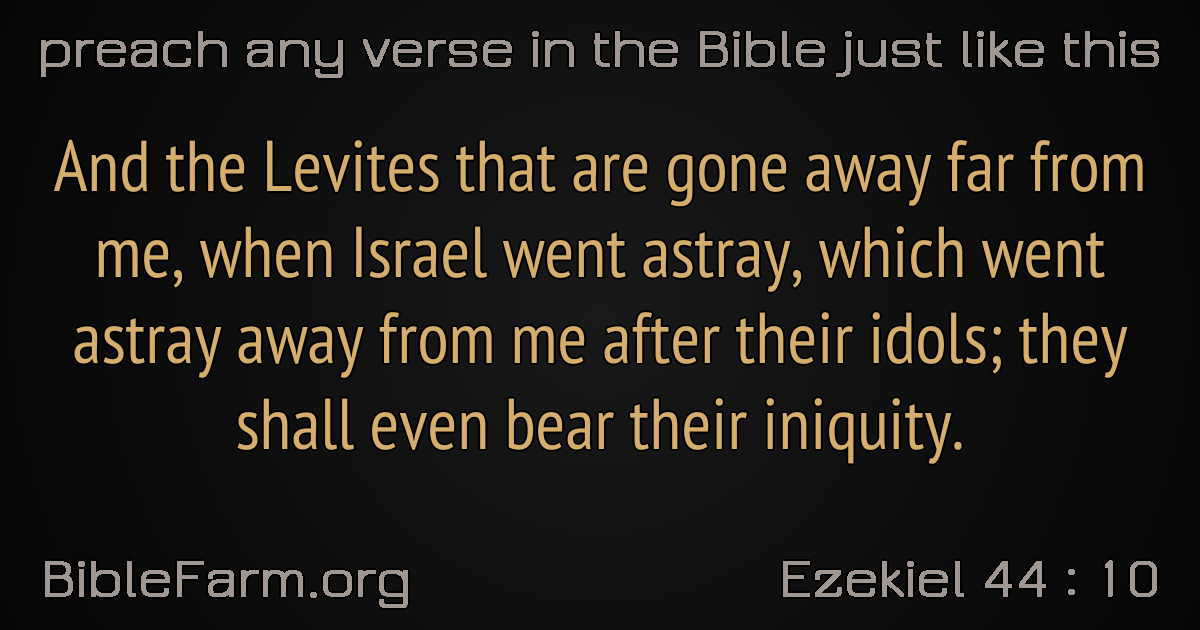 preach any verse in the Bible just like this
And the Levites that are gone away far from
me, when Israel went astray, which went
astray away from me after their idols; they
shall even bear their iniquity.
BibleFarm.org
Ezekiel 44 : 10